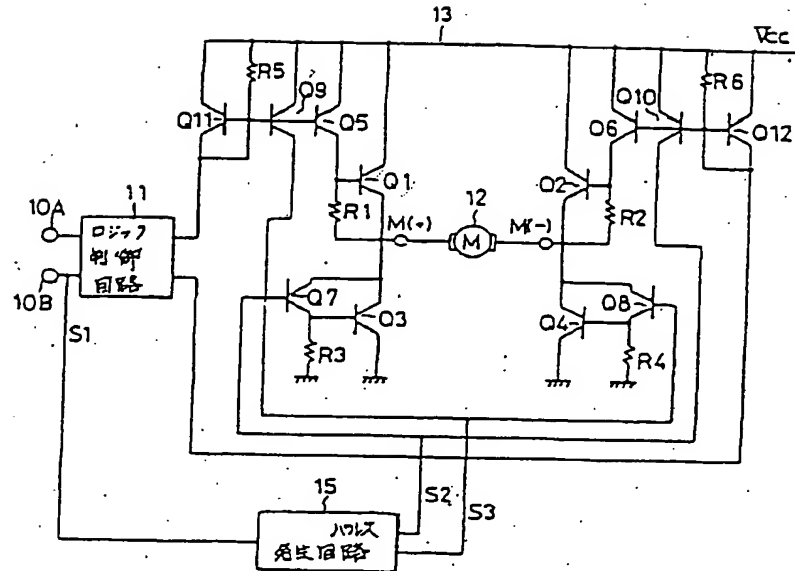 13
Vcc
R5
Q9
Q11
Q5
R6
Q10
Q6
Q12
10A
11
Q1
Q2
12
R1
M(+)
M
M(-)
R2
ロジック
制御
回路
10B
S1
Q7
Q3
Q8
Q4
R3
R4
15
S2
S3
パルス
発生回路